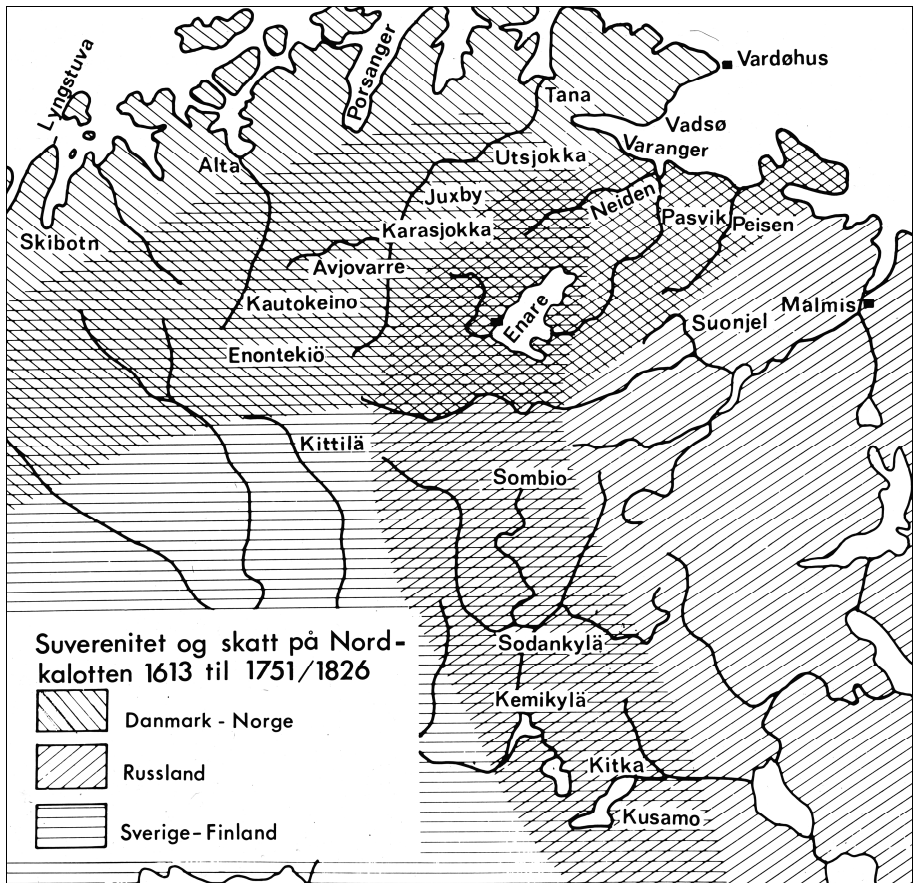 Lyngstuva
Porsanger
Vardøhus
Tana
Vadsø
Varanger
Alta
Utsjokka
Juxby
Neiden
Pasvik
Peisen
Karasjokka
Skibotn
Avjovarre
Kautokeino
Enare
Malmis
Suonjel
Enontekiö
Kittilä
Sombio
Sodankylä
Kemikylä
Kitka
Kusamo
Suverenitet og skatt på Nord-
kalotten 1613 til 1751/1826
Danmark - Norge
Russland
Sverige-Finland